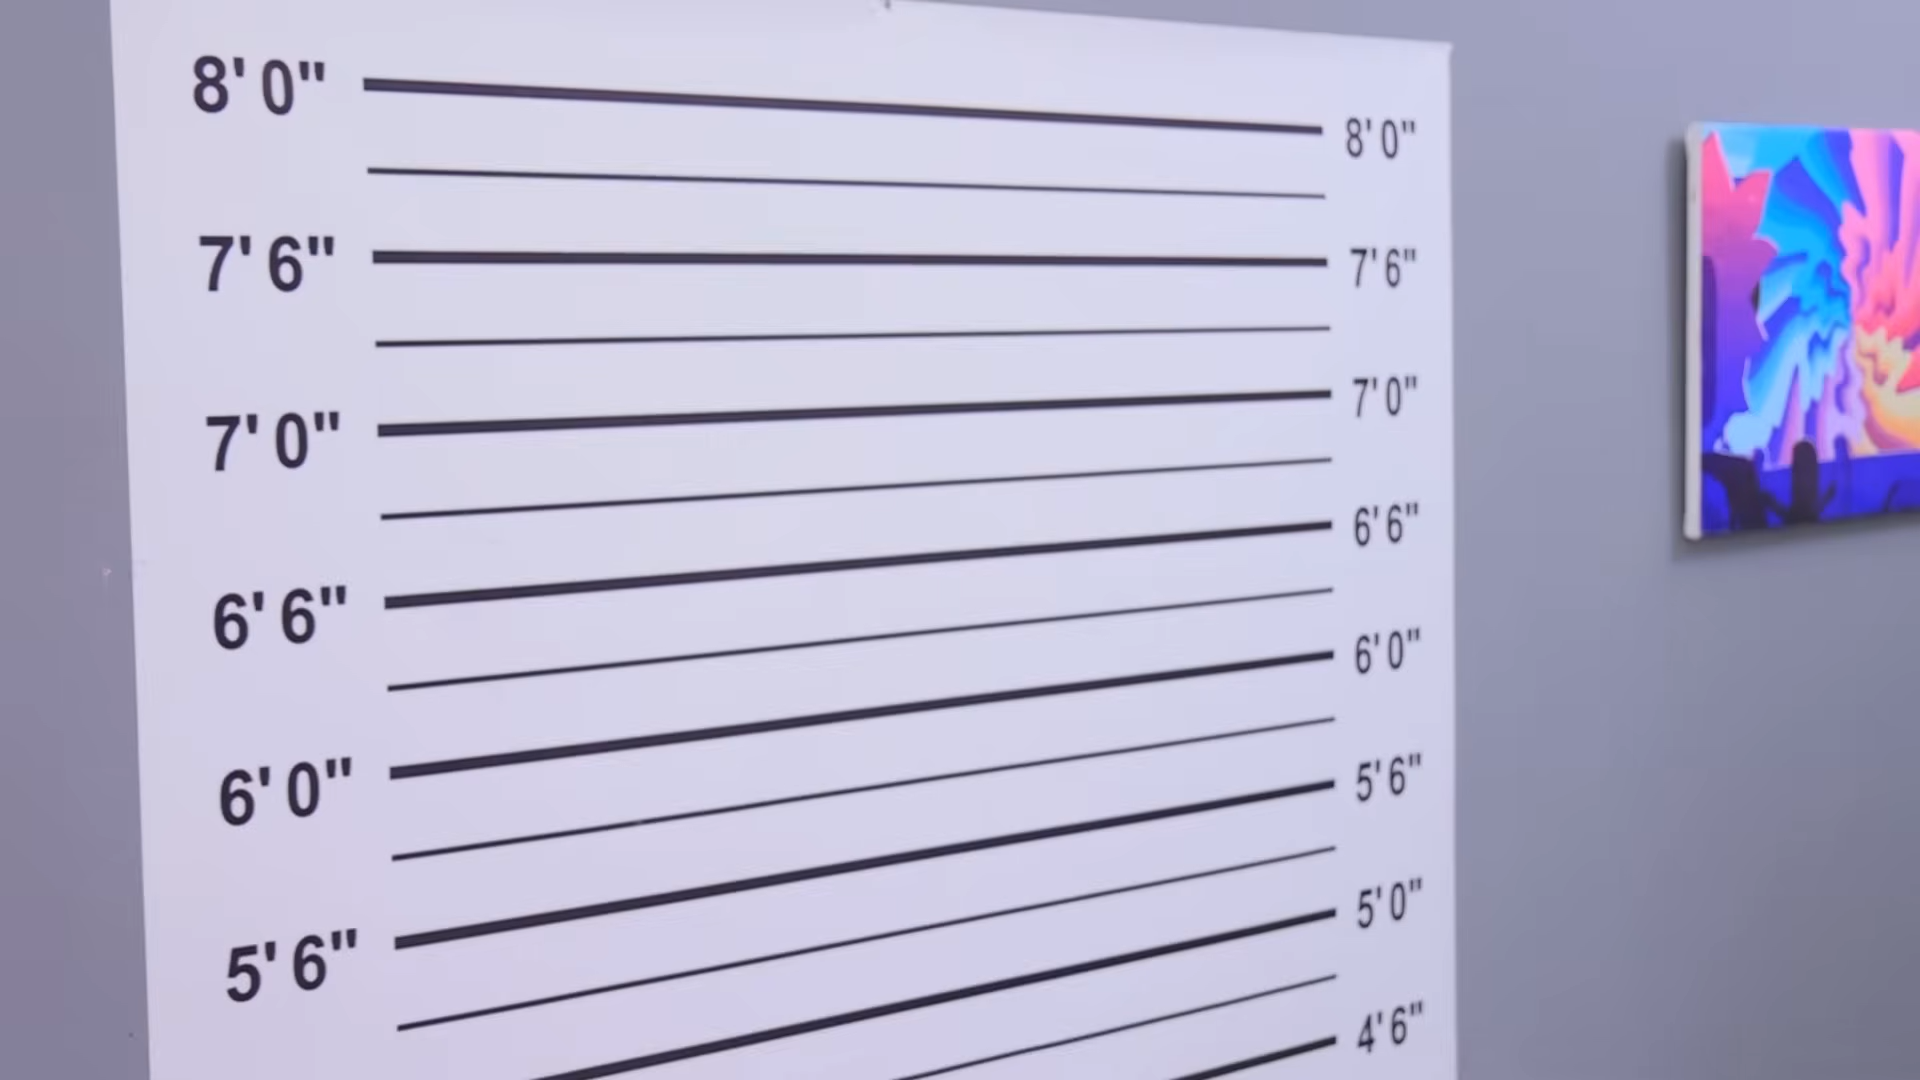 8' 0" 8' 0"
7' 6" 7' 6"
7' 0" 7' 0"
6' 6" 6' 6"
6' 0" 6' 0"
5' 6" 5' 6"
5' 0"
4' 6"